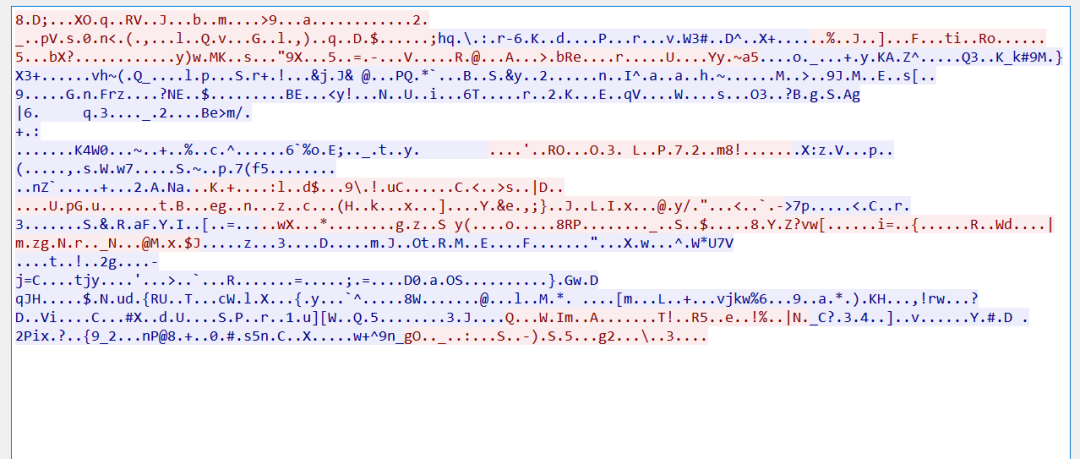 8.D;...XO.q..RV..J...b..m....>9...a............2.
_..pV.s.0.n<.(.,...l..Q.v...G..l.,)..q..D.$......;hq.\.:.r-6.K..d....P...r...v.W3#..D^..X+.....,.%..J..]...F...ti..Ro......
5...bX?............y)w.MK..s..."9X...5..=.-...V.....R.@...A...>.bRe....r.....U....Yy.~a5....o._...+.y.KA.Z^.....Q3..K_k#9M.}
X3+......vh~(.Q_....l.p...S.r+.!...&j.J& @...PQ.*`...B..S.&y..2......n..I^.a..a..h.~......M..>..9J.M..E..s[..
9.....G.n.Frz....?NE..$.........BE...<y!...N..U..i...6T.....r..2.K...E..qV....W....s...O3..?B.g.S.Ag
|6.     q.3...._.2....Be>m/.
+.:
.......K4W0...~..+..%..c.^......6`%o.E;.._.t..y.        ....'..RO...O.3. L..P.7.2..m8!.......X:z.V...p..
(.....,.s.W.w7.....S.~..p.7(f5........
..nZ`.....+...2.A.Na...K.+....:l..d$...9\.!.uC......C.<..>s..|D..
....U.pG.u.......t.B...eg..n...z..c...(H..k...x...]....Y.&e.,;}..J..L.I.x...@.y/."...<..`.->7p.....<.C..r.
3.......S.&.R.aF.Y.I..[..=.....wX...*........g.z..S y(....o.....8RP........_..S..$.....8.Y.Z?vw[......i=..{......R..Wd....|
m.zg.N.r.._N...@M.x.$J.....z...3....D.....m.J..Ot.R.M..E....F......."...X.w...^.W*U7V
....t..!..2g....-
j=C....tjy....'...>..`...R.......=.....;.=....D0.a.OS..........}.Gw.D
qJH.....$.N.ud.{RU..T...cW.l.X...{.y...`^.....8W.......@...l..M.*. ....[m...L..+...vjkw%6...9..a.*.).KH...,!rw...?
D..Vi....C...#X..d.U....S.P..r..1.u][W..Q.5........3.J....Q...W.Im..A.......T!..R5..e..!%..|N._C?.3.4..]..v......Y.#.D
2Pix.?..{9_2...nP@8.+..0.#.s5n.C..X.....w+^9n_gO.._..:...S..-).S.5...g2...\..3....